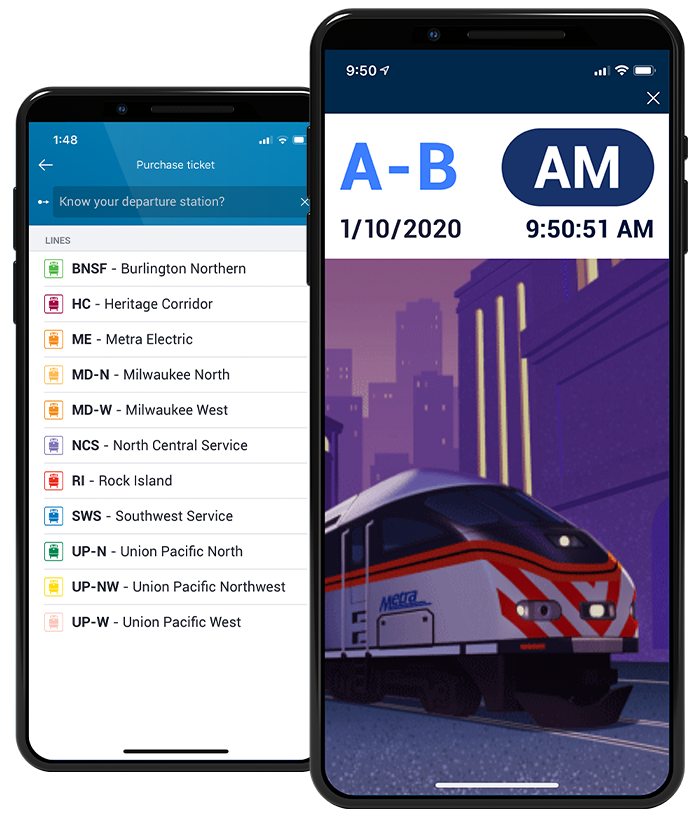 1:48
Purchase ticket
Know your departure station?
LINES
BNSF - Burlington Northern
HC - Heritage Corridor
ME - Metra Electric
MD-N - Milwaukee North
MD-W - Milwaukee West
NCS - North Central Service
RI - Rock Island
SWS - Southwest Service
UP-N - Union Pacific North
UP-NW - Union Pacific Northwest
UP-W - Union Pacific West
9:50
A-B AM
1/10/2020 9:50:51 AM
Metra